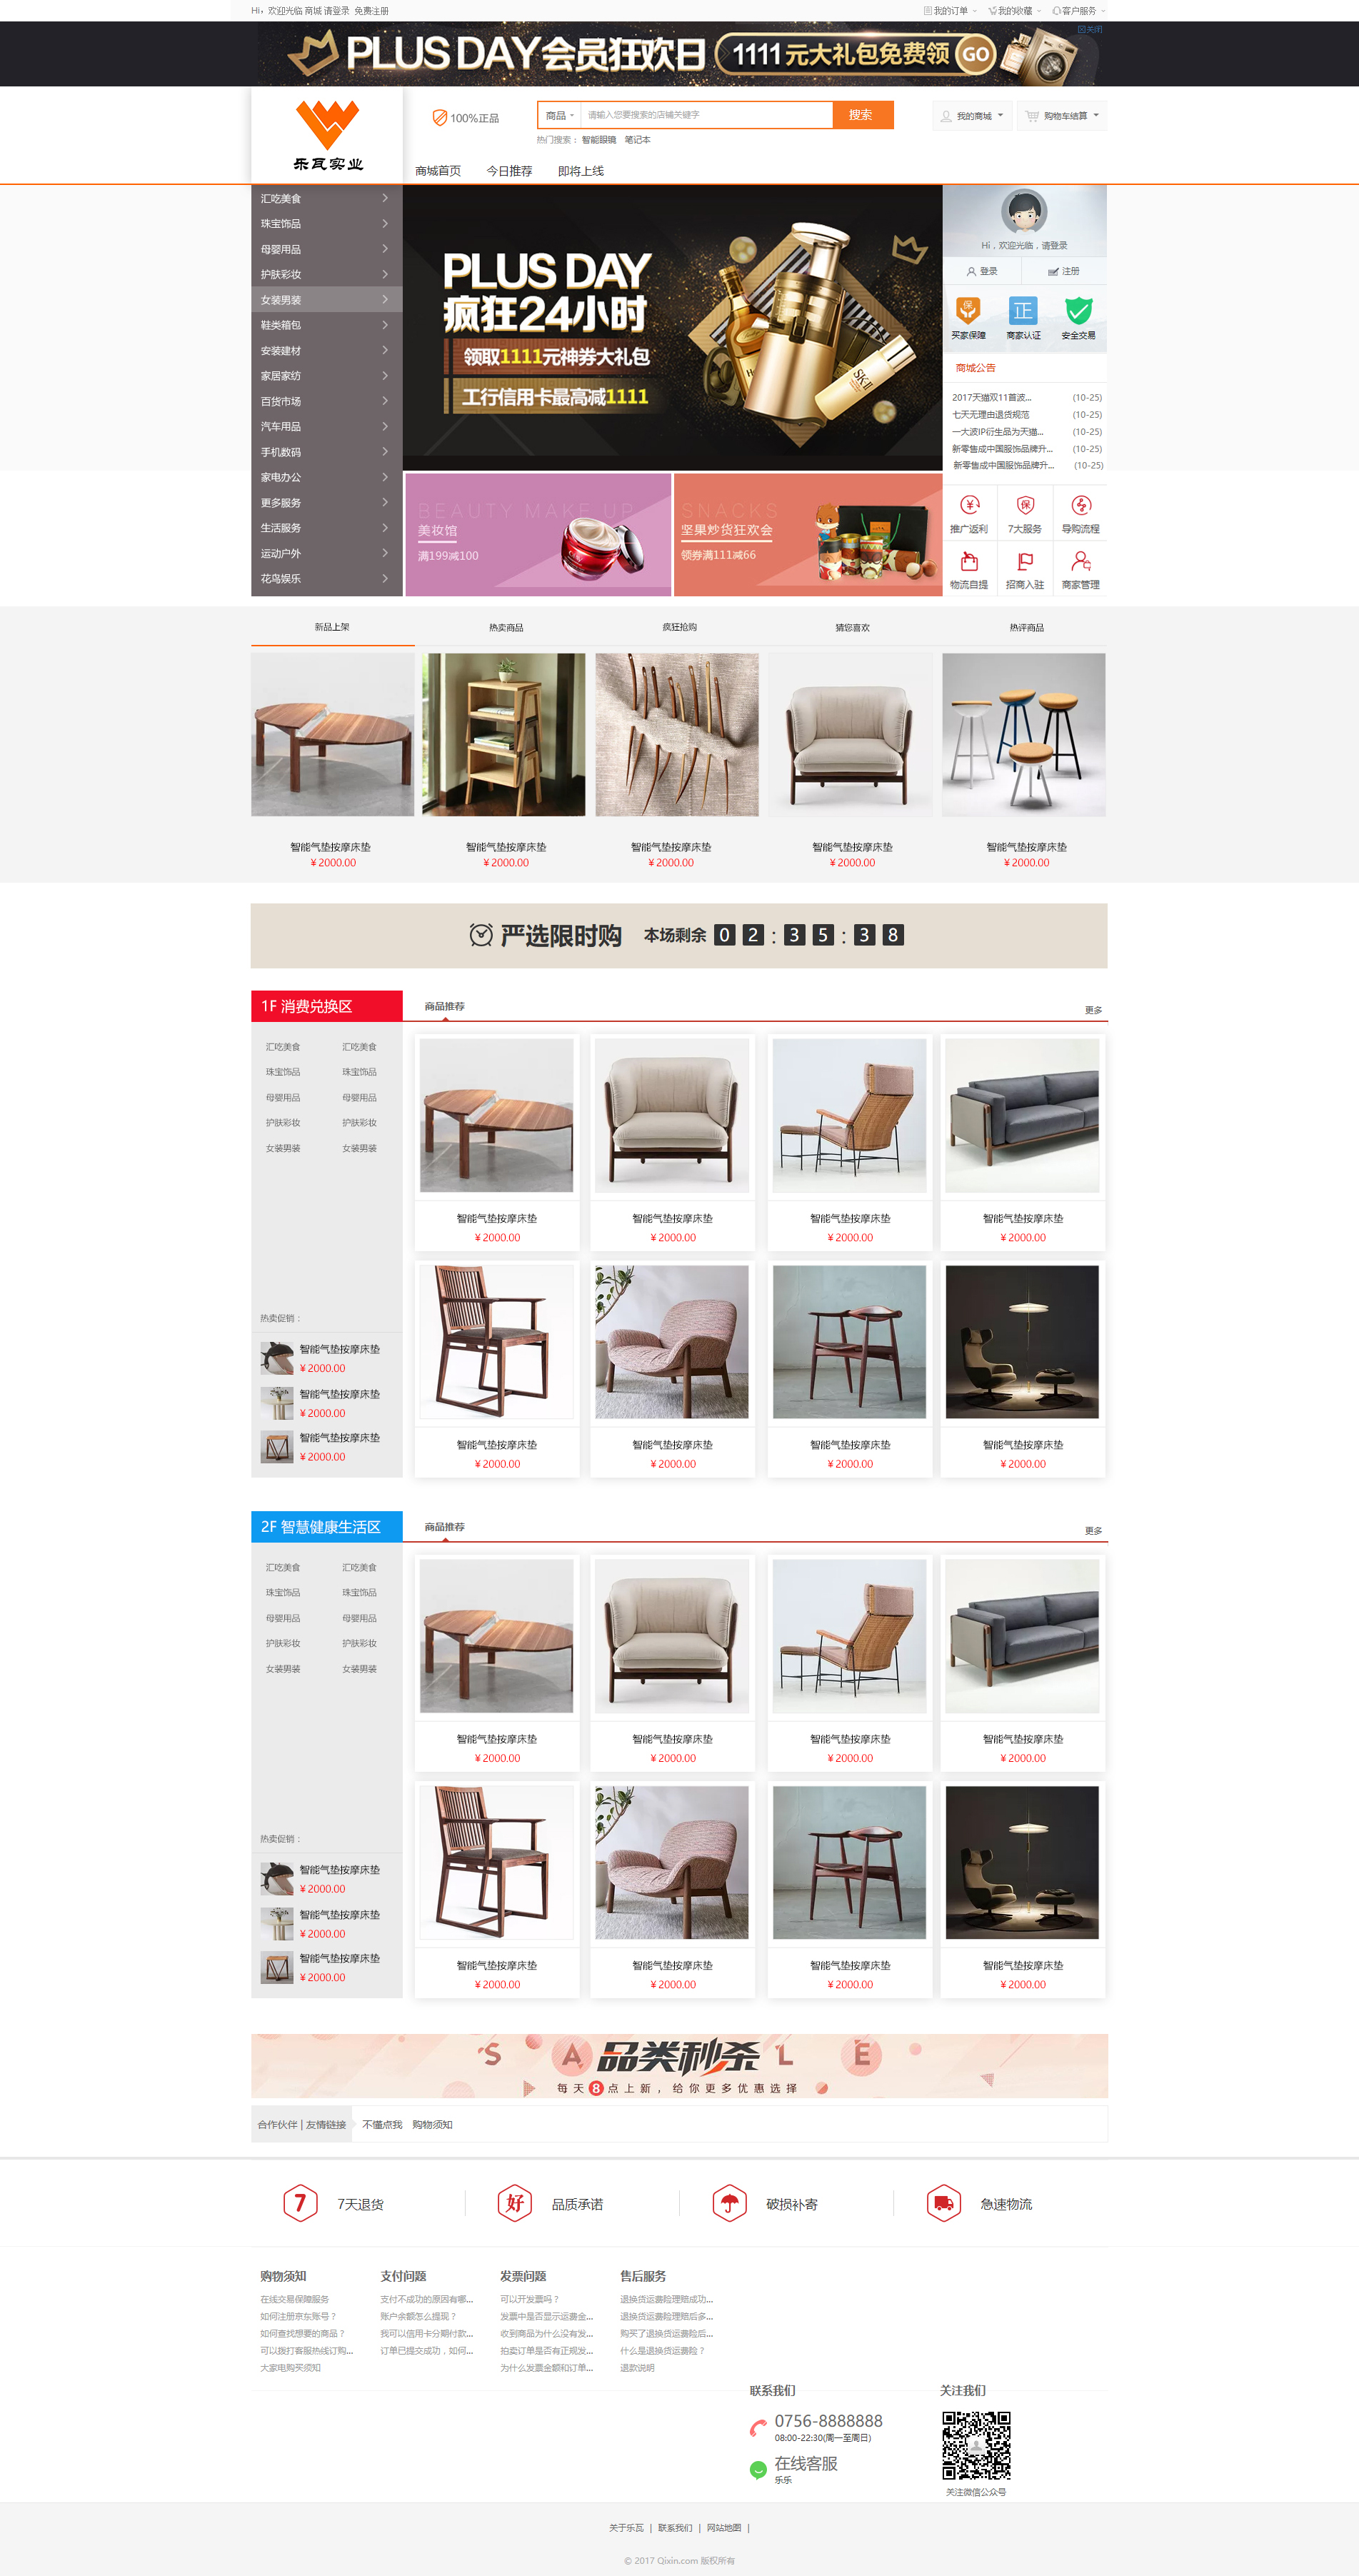 Hi，欢迎光临 商城 请登录 免费注册
我的订单 我的收藏 客户服务
PLUS DAY会员狂欢日 1111元大礼包免费领 GO
关闭
乐瓦实业
100%正品
商品 请输入您要搜索的店铺关键字 搜索
热门搜索： 智能眼镜 笔记本
我的商城 购物车结算
商城首页 今日推荐 即将上线
汇吃美食
珠宝饰品
母婴用品
护肤彩妆
女装男装
鞋类箱包
安装建材
家居家纺
百货市场
汽车用品
手机数码
家电办公
更多服务
生活服务
运动户外
花鸟娱乐
PLUS DAY
疯狂24小时
领取1111元神券大礼包
工行信用卡最高减1111
SK-II
Hi，欢迎光临，请登录
登录 注册
保 正
买家保障 商家认证 安全交易
商城公告
2017天猫双11首波... (10-25)
七天无理由退货规范 (10-25)
一大波IP衍生品为天猫... (10-25)
新零售成中国服饰品牌升... (10-25)
新零售成中国服饰品牌升... (10-25)
BEAUTY MAKE UP
美妆馆
满199减100
SNACKS
坚果炒货狂欢会
领券满111减66
推广返利 7大服务 导购流程
物流自提 招商入驻 商家管理
新品上架 热卖商品 疯狂抢购 猜您喜欢 热评商品
智能气垫按摩床垫 智能气垫按摩床垫 智能气垫按摩床垫 智能气垫按摩床垫 智能气垫按摩床垫
¥2000.00 ¥2000.00 ¥2000.00 ¥2000.00 ¥2000.00
严选限时购 本场剩余 02:35:38
1F 消费兑换区
商品推荐 更多
汇吃美食 汇吃美食
珠宝饰品 珠宝饰品
母婴用品 母婴用品
护肤彩妆 护肤彩妆
女装男装 女装男装
热卖促销：
智能气垫按摩床垫
¥2000.00
智能气垫按摩床垫
¥2000.00
智能气垫按摩床垫
¥2000.00
智能气垫按摩床垫 智能气垫按摩床垫 智能气垫按摩床垫 智能气垫按摩床垫
¥2000.00 ¥2000.00 ¥2000.00 ¥2000.00
智能气垫按摩床垫 智能气垫按摩床垫 智能气垫按摩床垫 智能气垫按摩床垫
¥2000.00 ¥2000.00 ¥2000.00 ¥2000.00
2F 智慧健康生活区
商品推荐 更多
汇吃美食 汇吃美食
珠宝饰品 珠宝饰品
母婴用品 母婴用品
护肤彩妆 护肤彩妆
女装男装 女装男装
热卖促销：
智能气垫按摩床垫
¥2000.00
智能气垫按摩床垫
¥2000.00
智能气垫按摩床垫
¥2000.00
智能气垫按摩床垫 智能气垫按摩床垫 智能气垫按摩床垫 智能气垫按摩床垫
¥2000.00 ¥2000.00 ¥2000.00 ¥2000.00
智能气垫按摩床垫 智能气垫按摩床垫 智能气垫按摩床垫 智能气垫按摩床垫
¥2000.00 ¥2000.00 ¥2000.00 ¥2000.00
S A 品类秒杀 L E
每天8点上新，给你更多优惠选择
合作伙伴 | 友情链接 不懂点我 购物须知
7 7天退货 好 品质承诺 破损补寄 急速物流
购物须知
在线交易保障服务
如何注册京东账号？
如何查找想要的商品？
可以拨打客服热线订购...
大家电购买须知
支付问题
支付不成功的原因有哪...
账户余额怎么提现？
我可以信用卡分期付款...
订单已提交成功，如何...
发票问题
可以开发票吗？
发票中是否显示运费金...
收到商品为什么没有发...
拍卖订单是否有正规发...
为什么发票金额和订单...
售后服务
退换货运费险理赔成功...
退换货运费险理赔后多...
购买了退换货运费险后...
什么是退换货运费险？
退款说明
联系我们
0756-8888888
08:00-22:30(周一至周日)
在线客服
乐乐
关注我们
关注微信公众号
关于乐瓦 | 联系我们 | 网站地图 |
© 2017 Qixin.com 版权所有